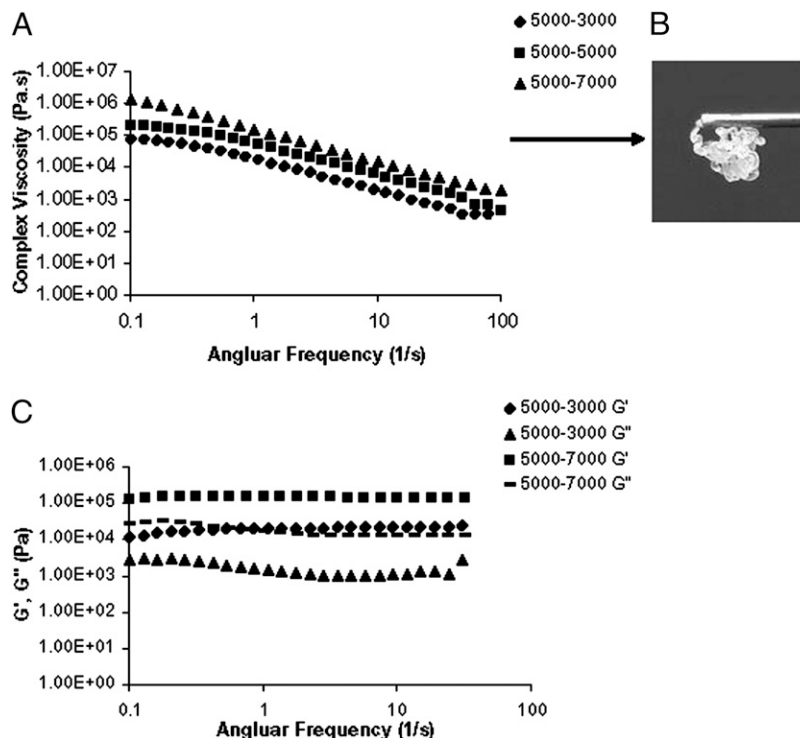 A
5000-3000
5000-5000
5000-7000
B
Complex Viscosity (Pa.s)
1.00E+07
1.00E+06
1.00E+05
1.00E+04
1.00E+03
1.00E+02
1.00E+01
1.00E+00
0.1
1
10
100
Angluar Frequency (1/s)
C
5000-3000 G'
5000-3000 G"
5000-7000 G'
5000-7000 G"
G', G" (Pa)
1.00E+06
1.00E+05
1.00E+04
1.00E+03
1.00E+02
1.00E+01
1.00E+00
0.1
1
10
100
Angluar Frequency (1/s)